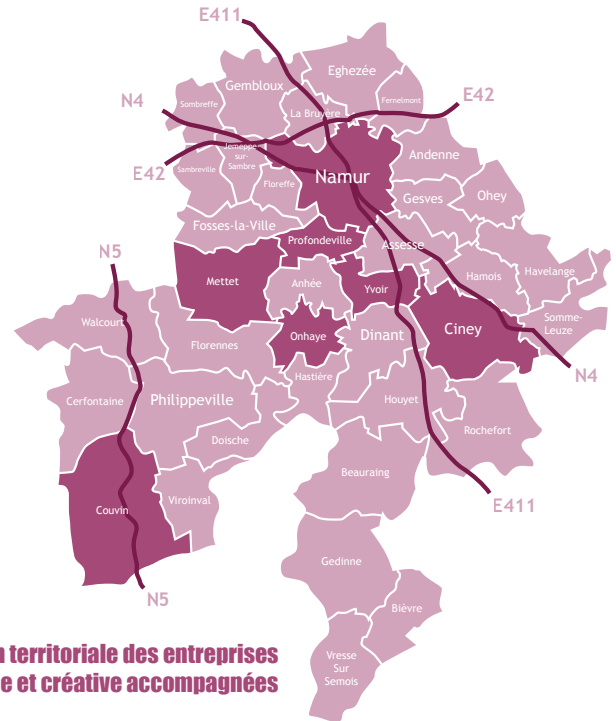 E411
Eghezée
Gembloux
N4
Sombreffe
La Bruyère
Fernelmont
E42
Jemeppe-
sur-
Sambre
Andenne
E42
Sambreville
Floreffe
Namur
Gesves
Ohey
Fosses-la-Ville
Profondeville
Assesse
N5
Mettet
Anhée
Yvoir
Hamois
Havelange
Walcourt
Florennes
Onhaye
Dinant
Ciney
Somme-
Leuze
N4
Hastière
Cerfontaine
Philippeville
Houyet
Doische
Rochefort
Beauraing
Couvin
Viroinval
E411
Gedinne
N5
Bièvre
territoriale des entreprises
et créative accompagnées
Vresse
Sur
Semois